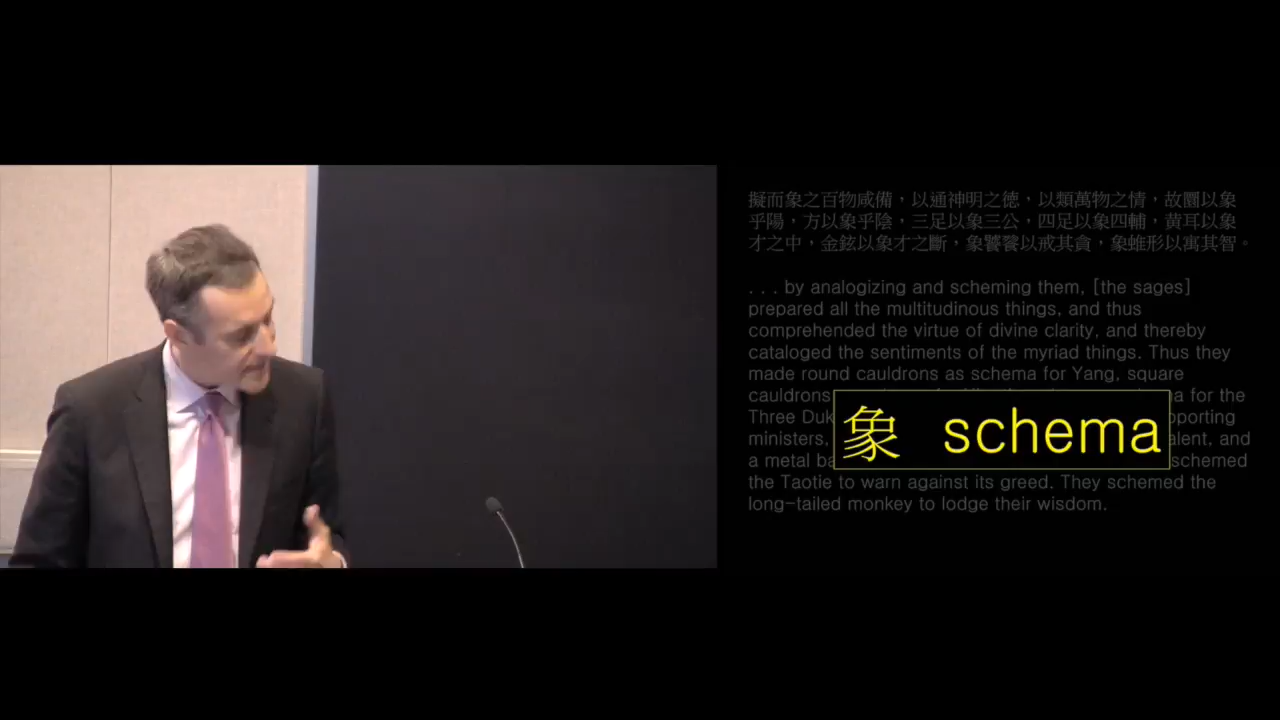 擬而象之百物咸備，以通神明之德，以類萬物之情，故圜以象
乎陽，方以象乎陰，三足以象三公，四足以象四輔，黄耳以象
才之中，金鉉以象才之斷，象饕餮以戒其貪，象蜼形以寓其智。
. . . by analogizing and scheming them, [the sages]
prepared all the multitudinous things, and thus
comprehended the virtue of divine clarity, and thereby
cataloged the sentiments of the myriad things. Thus they
made round cauldrons as schema for Yang, square
cauldrons for the
Three
象 schema
ministers, and
a metal schemed
the Taotie to warn against its greed. They schemed the
long-tailed monkey to lodge their wisdom.